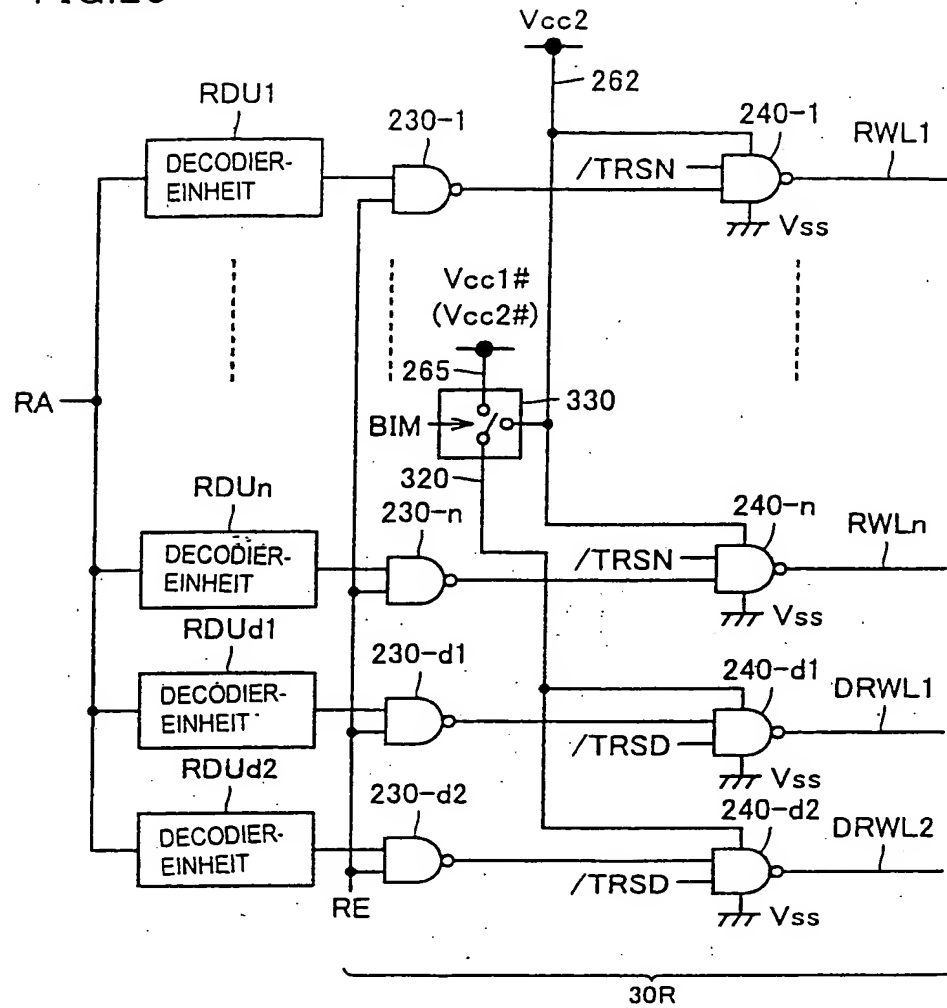 Vcc2
262
RDU1
230-1
240-1
RWL1
DECODIER-
EINHEIT
/TRSN
Vss
Vcc1#
(Vcc2#)
265
330
RA
BIM
320
RDUn
230-n
240-n
RWLn
DECODIER-
EINHEIT
/TRSN
Vss
RDUd1
230-d1
240-d1
DRWL1
DECODIER-
EINHEIT
/TRSD
Vss
RDUd2
230-d2
240-d2
DRWL2
DECODIER-
EINHEIT
/TRSD
RE
Vss
30R